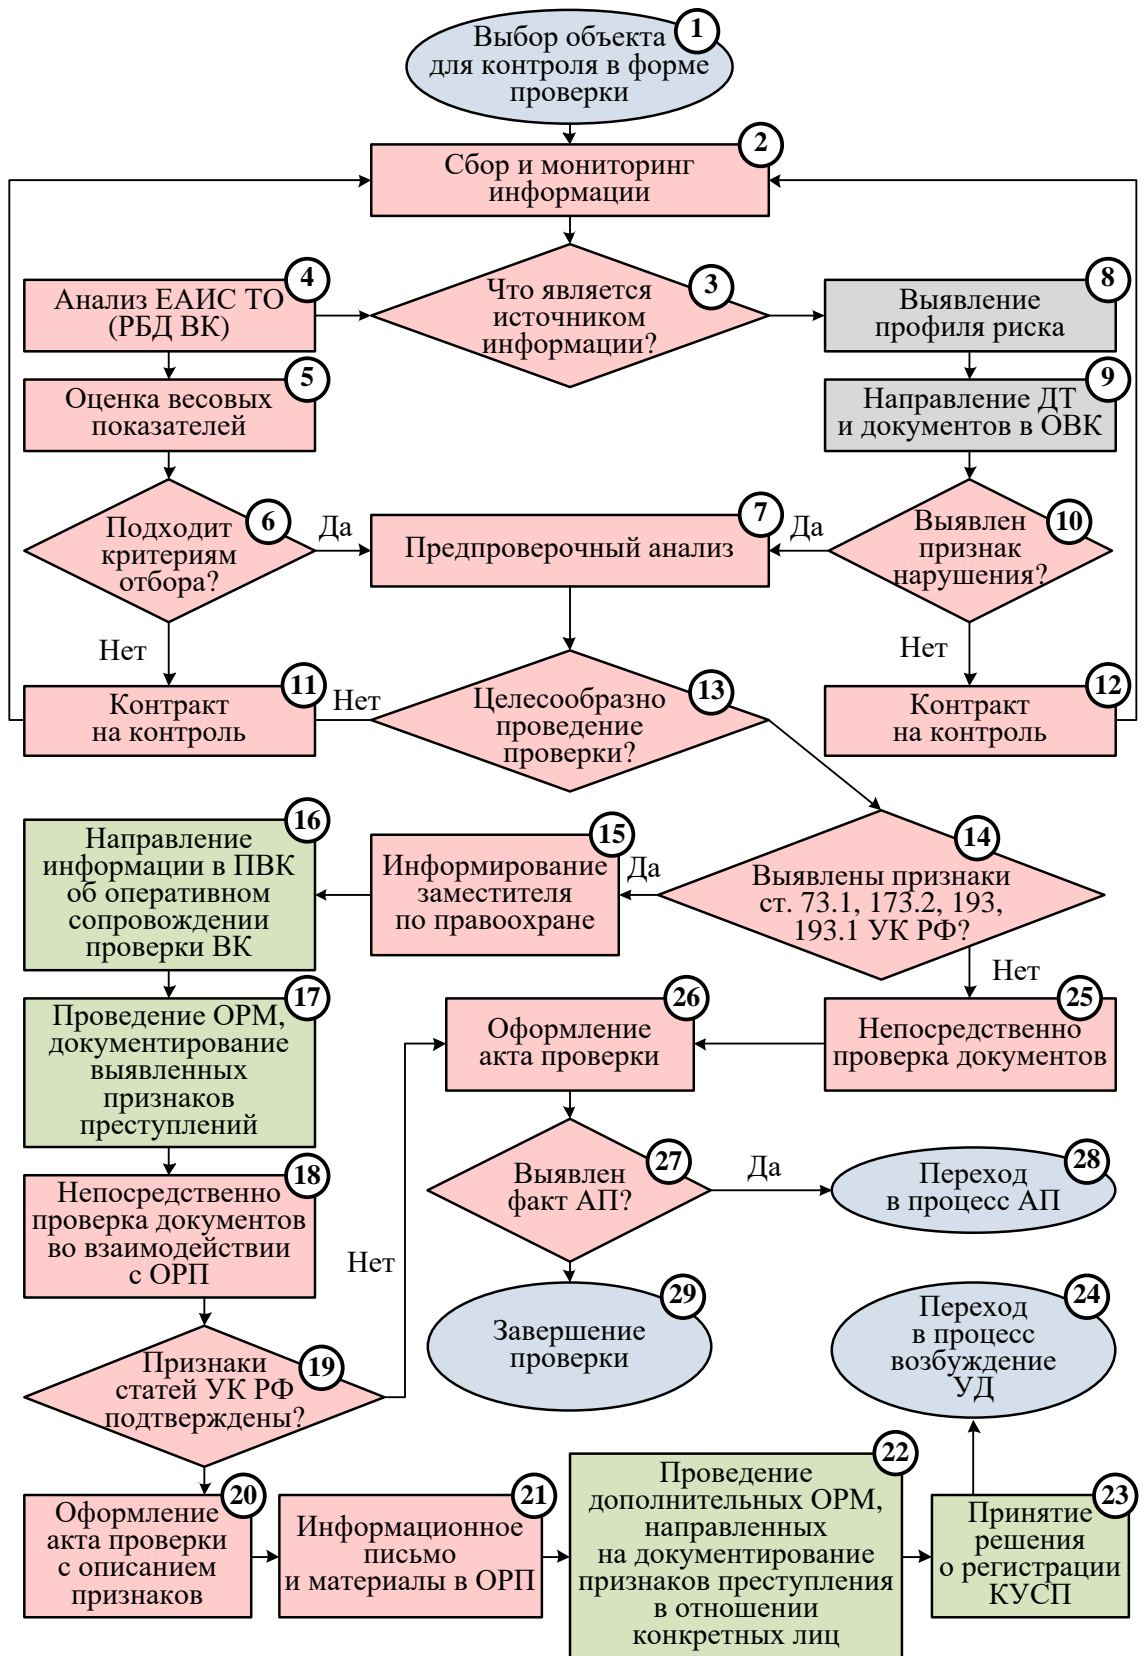 1
Выбор объекта
для контроля в форме
проверки
2
Сбор и мониторинг
информации
3
Что является
источником
информации?
4
Анализ ЕАИС ТО
(РБД ВК)
8
Выявление
профиля риска
5
Оценка весовых
показателей
9
Направление ДТ
и документов в ОВК
6
Подходит
критериям
отбора?
Да
7
Предпроверочный анализ
Да
10
Выявлен
признак
нарушения?
Нет
Нет
11
Контракт
на контроль
Нет
13
Целесообразно
проведение
проверки?
12
Контракт
на контроль
16
Направление
информации в ПВК
об оперативном
сопровождении
проверки ВК
15
Информирование
заместителя
по правоохране
Да
14
Выявлены признаки
ст. 73.1, 173.2, 193,
193.1 УК РФ?
Нет
17
Проведение ОРМ,
документирование
выявленных
признаков
преступлений
26
Оформление
акта проверки
25
Непосредственно
проверка документов
18
Непосредственно
проверка документов
во взаимодействии
с ОРП
Нет
27
Выявлен
факт АП?
Да
28
Переход
в процесс АП
29
Завершение
проверки
24
Переход
в процесс
возбуждение
УД
19
Признаки
статей УК РФ
подтверждены?
20
Оформление
акта проверки
с описанием
признаков
21
Информационное
письмо
и материалы в ОРП
22
Проведение
дополнительных ОРМ,
направленных
на документирование
признаков преступления
в отношении
конкретных лиц
23
Принятие
решения
о регистрации
КУСП